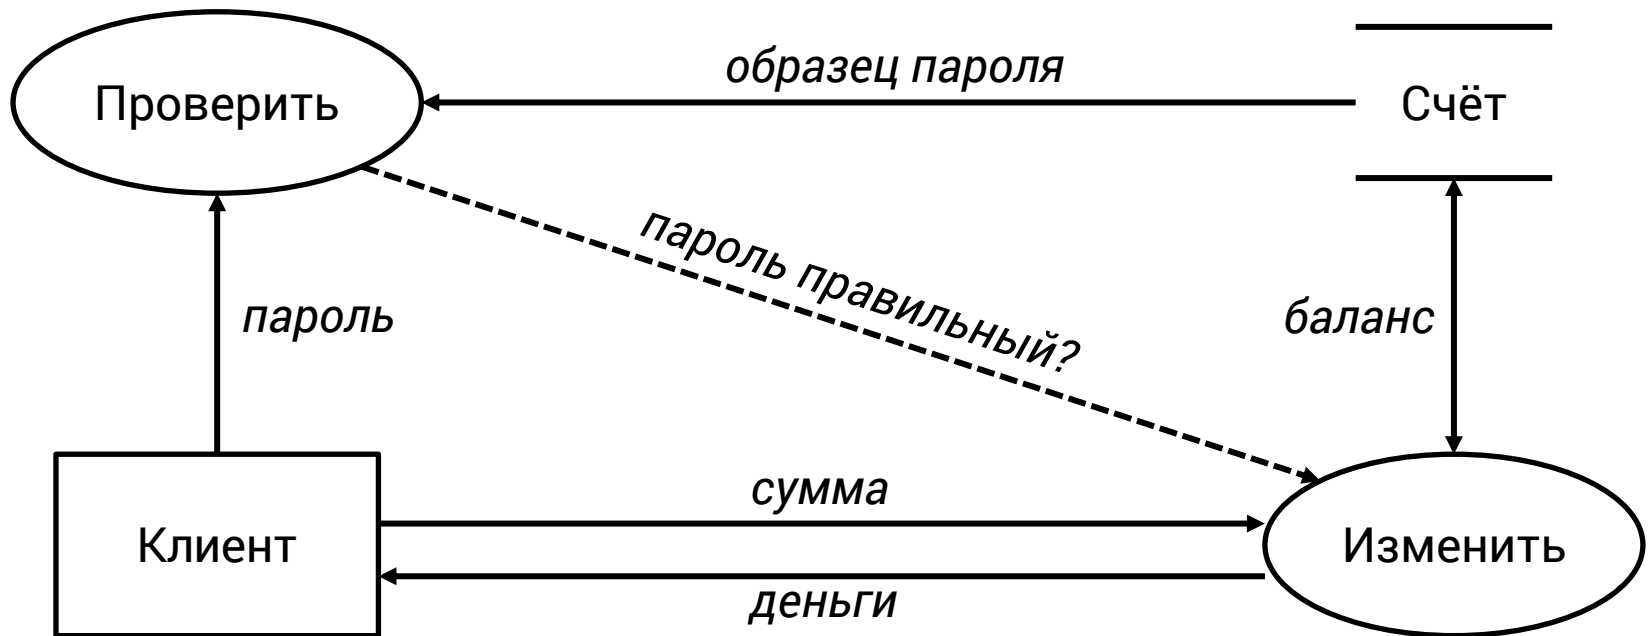 образец пароля
Проверить
Счёт
пароль правильный?
пароль
баланс
сумма
Клиент
Изменить
деньги